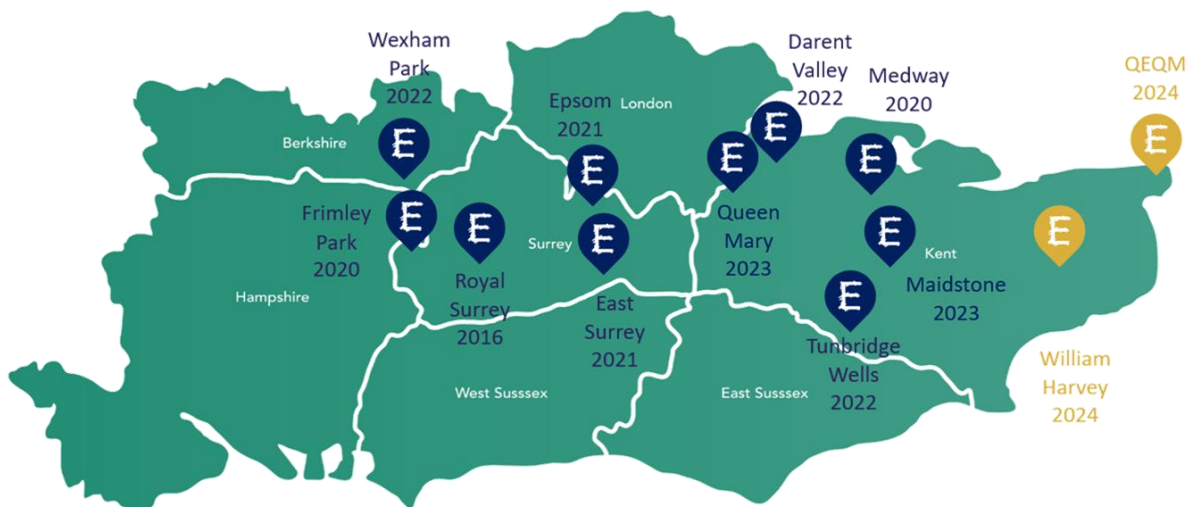 Wexham
Park
2022
E
Berkshire
Epsom
2021
E
London
Darent
Valley
2022
E
Medway
2020
E
QEQM
2024
E
Frimley
Park
2020
E
Royal
Surrey
2016
E
Surrey
East
Surrey
2021
E
Queen
Mary
2023
E
Kent
Maidstone
2023
E
Tunbridge
Wells
2022
E
William
Harvey
2024
E
Hampshire
West Susssex
East Susssex